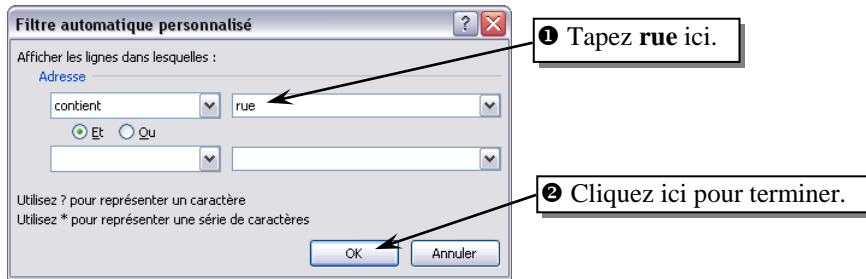 Filtre automatique personnalisé
❶ Tapez rue ici.
Afficher les lignes dans lesquelles :
Adresse
contient rue
Et Ou
❷ Cliquez ici pour terminer.
Utilisez ? pour représenter un caractère
Utilisez * pour représenter une série de caractères
OK Annuler